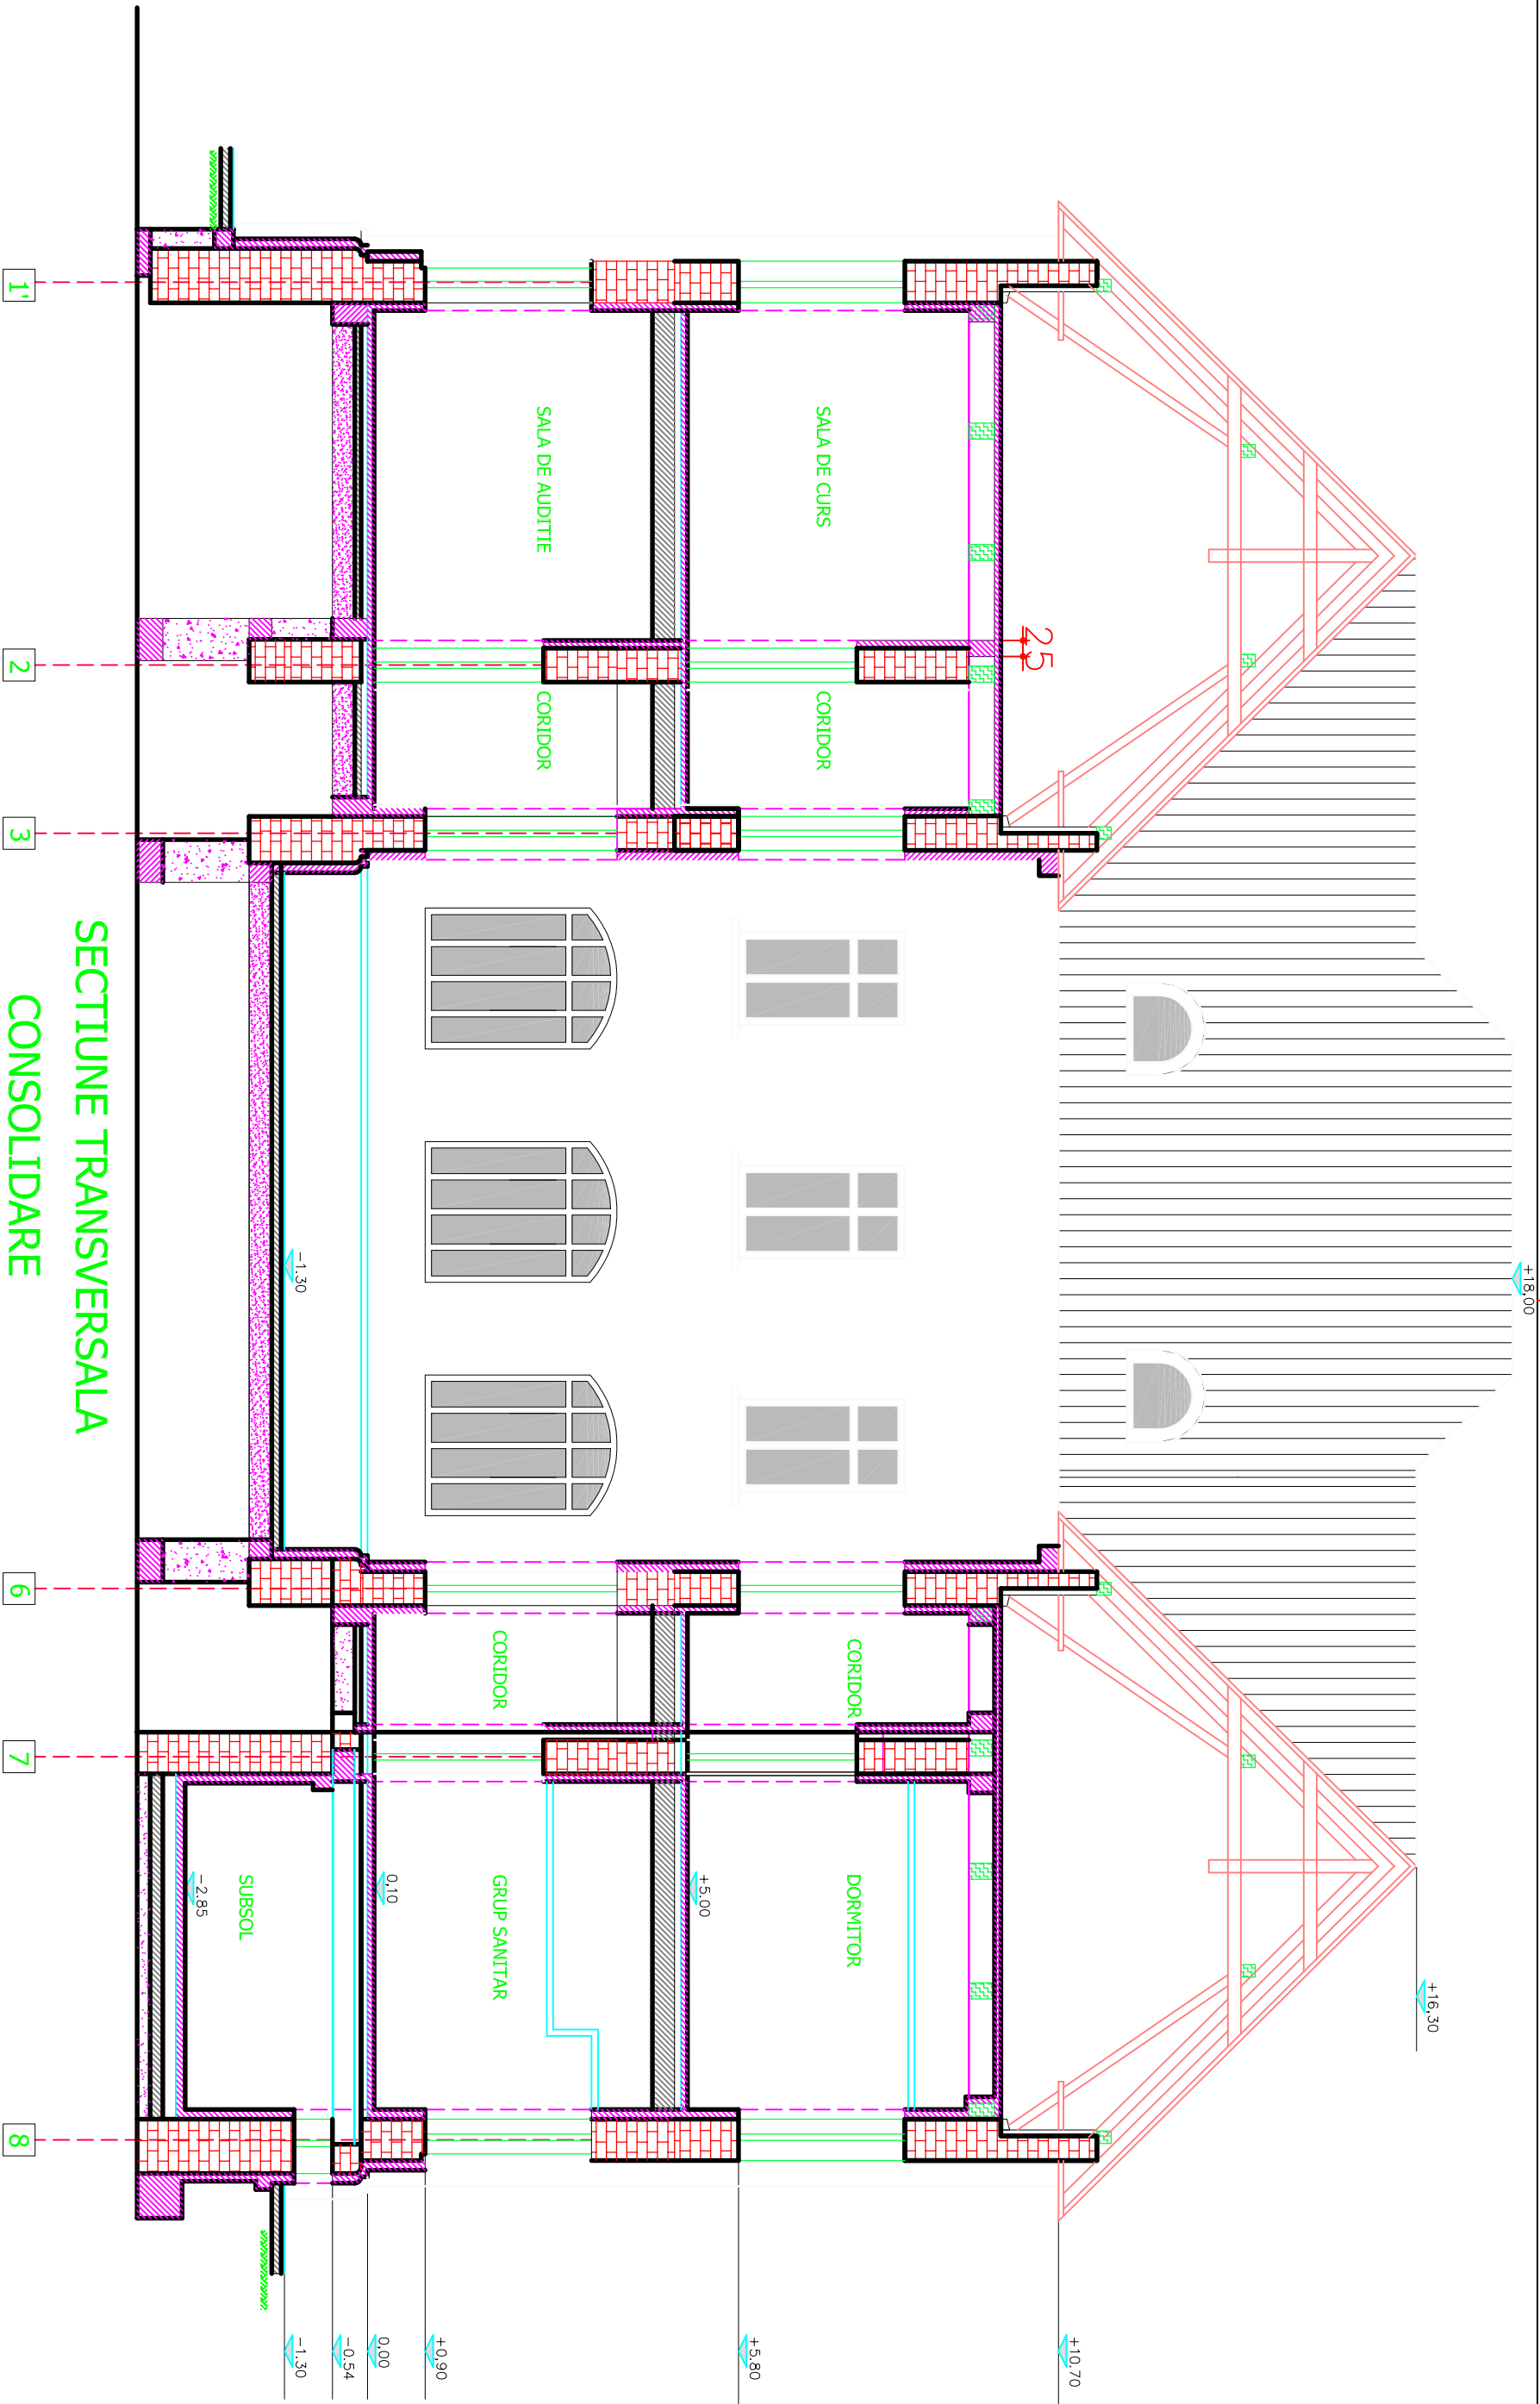 +18,00
+16,30
+10.70
25
SALA DE CURS
CORIDOR
CORIDOR
DORMITOR
+5.80
+5.00
SALA DE AUDITIE
CORIDOR
CORIDOR
GRUP SANITAR
+0,90
0,10
0,00
-0.54
-1.30
-1.30
SUBSOL
-2.85
SECTIUNE TRANSVERSALA
CONSOLIDARE
1'
2
3
6
7
8